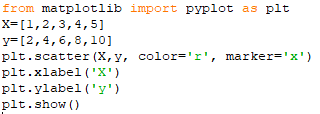 from matplotlib import pyplot as plt
X=[1,2,3,4,5]
y=[2,4,6,8,10]
plt.scatter(X,y, color='r', marker='x')
plt.xlabel('X')
plt.ylabel('y')
plt.show()